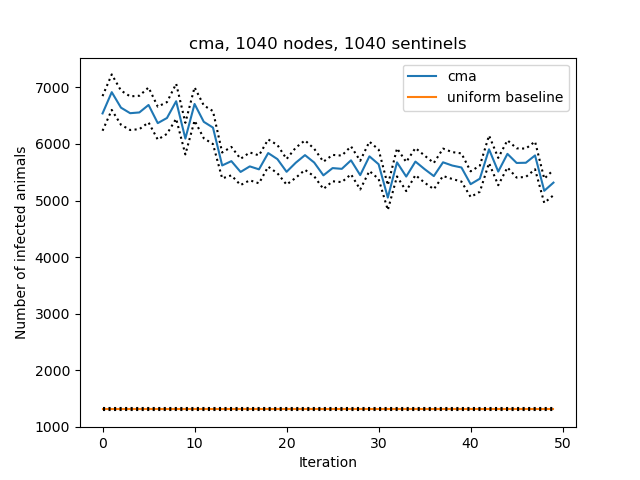 cma, 1040 nodes, 1040 sentinels
cma
uniform baseline
Number of infected animals
7000
6000
5000
4000
3000
2000
1000
0 10 20 30 40 50
Iteration